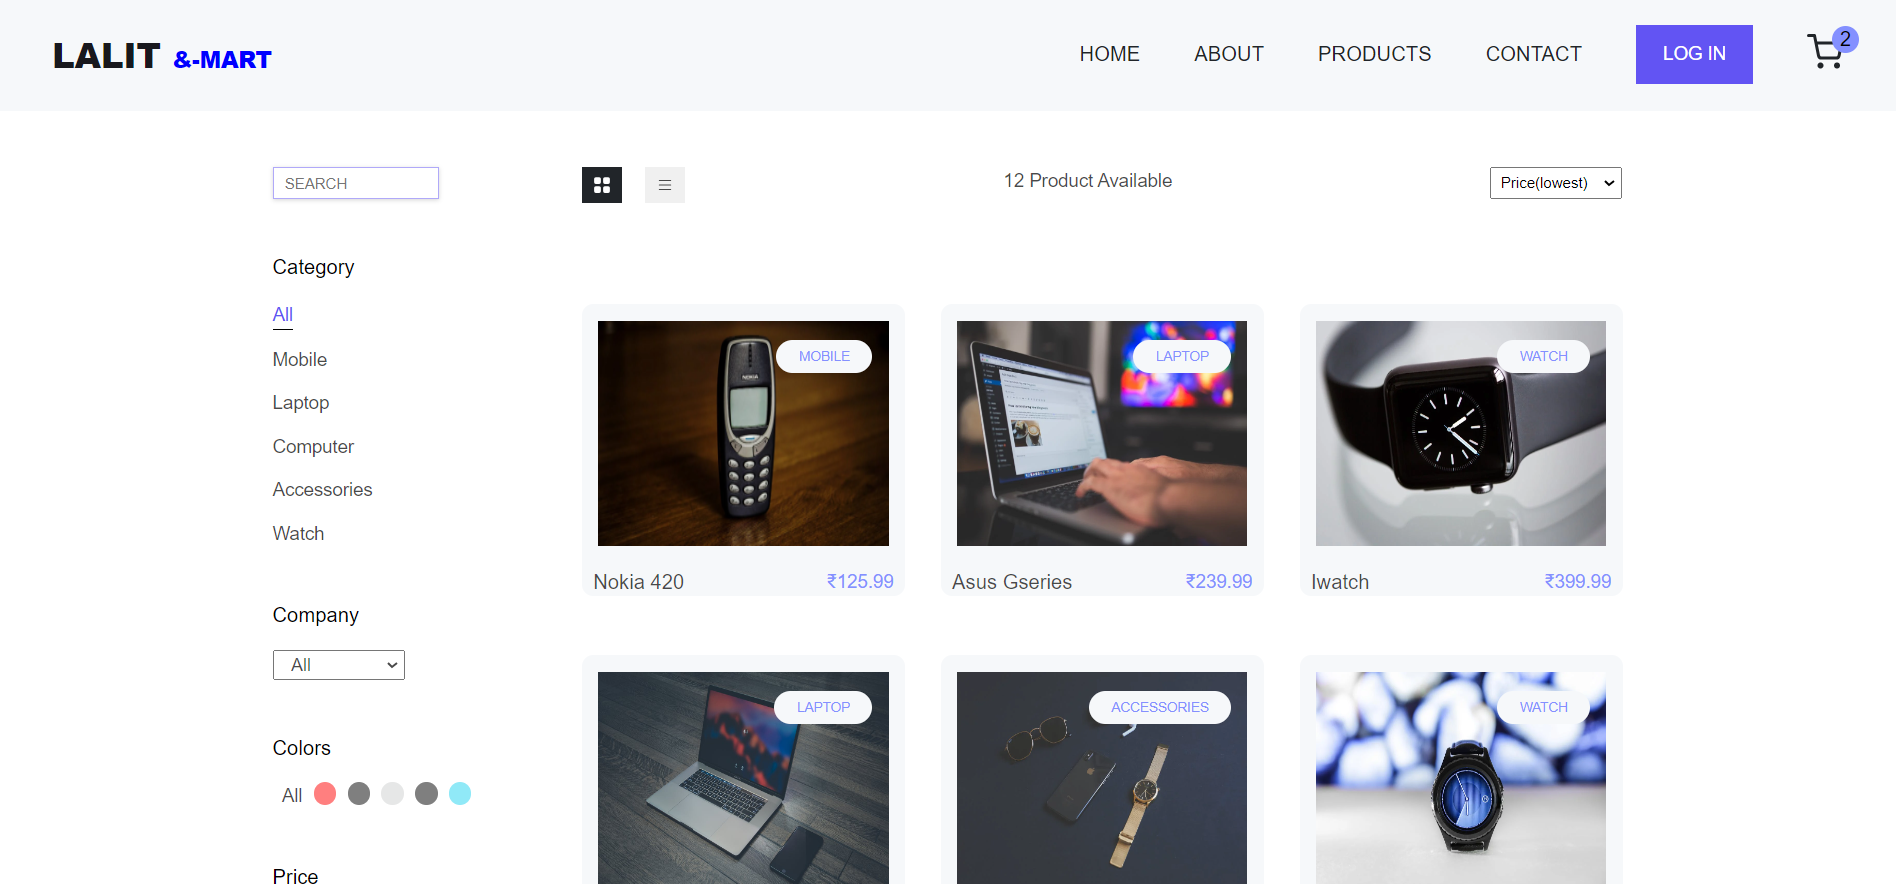 LALIT &-MART
HOME ABOUT PRODUCTS CONTACT LOG IN 2
SEARCH
12 Product Available
Price(lowest)
Category
All
Mobile
Laptop
Computer
Accessories
Watch
Company
All
Colors
All
Price
MOBILE
NOKIA
Nokia 420 ₹125.99
LAPTOP
Asus Gseries ₹239.99
WATCH
Iwatch ₹399.99
LAPTOP
ACCESSORIES
WATCH